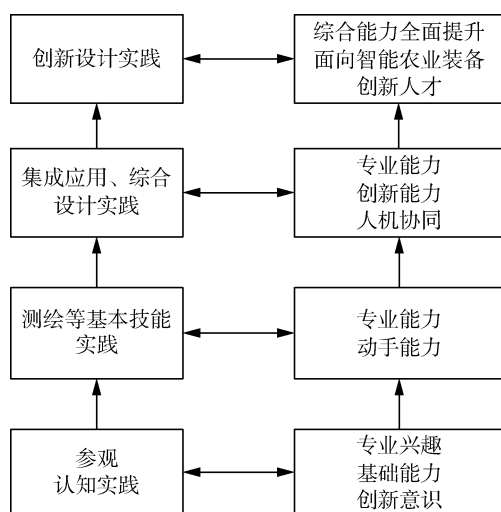 创新设计实践
综合能力全面提升
面向智能农业装备
创新人才
集成应用、综合
设计实践
专业能力
创新能力
人机协同
测绘等基本技能
实践
专业能力
动手能力
参观
认知实践
专业兴趣
基础能力
创新意识